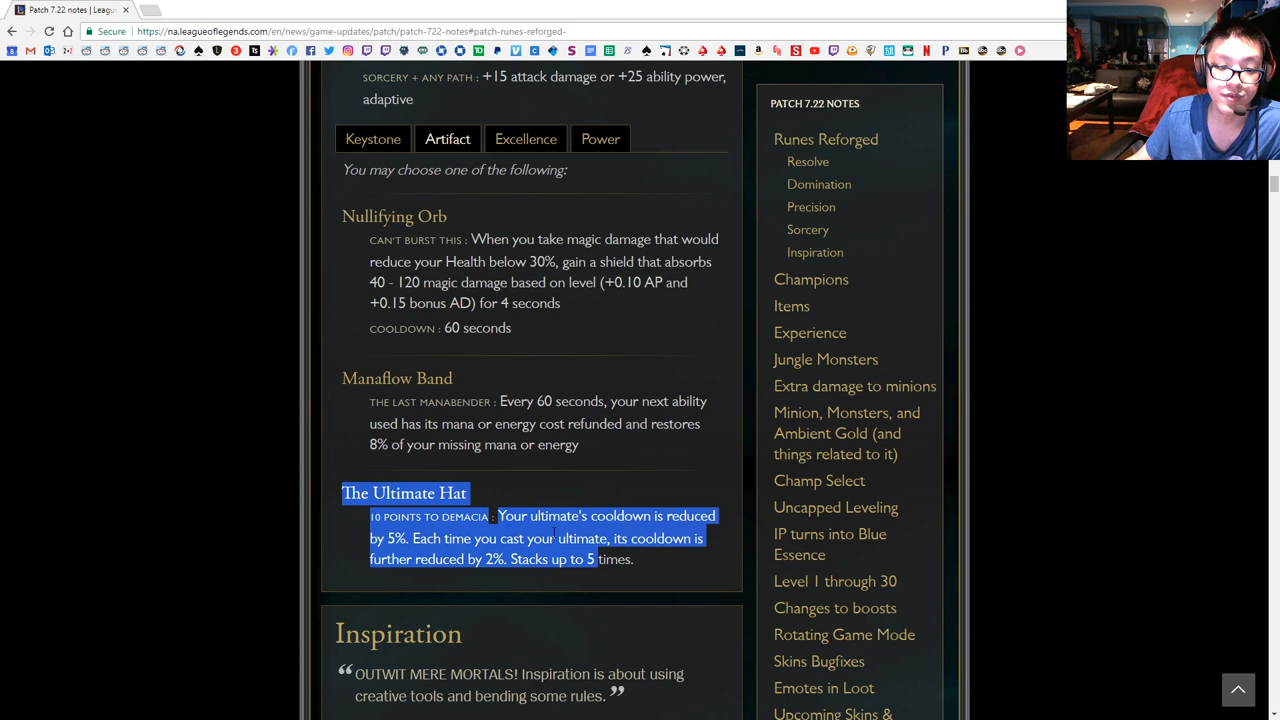 Patch 7.22 notes | Leagu
Secure
https://na.leagueoflegends.com/en/news/game-updates/patch/patch-722-notes#patch-runes-reforged-
SORCERY + ANY PATH : +15 attack damage or +25 ability power,
adaptive
Keystone Artifact Excellence Power
You may choose one of the following:
Nullifying Orb
CAN'T BURST THIS : When you take magic damage that would
reduce your Health below 30%, gain a shield that absorbs
40 - 120 magic damage based on level (+0.10 AP and
+0.15 bonus AD) for 4 seconds
COOLDOWN : 60 seconds
Manaflow Band
THE LAST MANABENDER : Every 60 seconds, your next ability
used has its mana or energy cost refunded and restores
8% of your missing mana or energy
The Ultimate Hat
10 POINTS TO DEMACIA : Your ultimate's cooldown is reduced
by 5%. Each time you cast your ultimate, its cooldown is
further reduced by 2%. Stacks up to 5 times.
Inspiration
“ OUTWIT MERE MORTALS! Inspiration is about using
creative tools and bending some rules. ”
PATCH 7.22 NOTES
Runes Reforged
Resolve
Domination
Precision
Sorcery
Inspiration
Champions
Items
Experience
Jungle Monsters
Extra damage to minions
Minion, Monsters, and
Ambient Gold (and
things related to it)
Champ Select
Uncapped Leveling
IP turns into Blue
Essence
Level 1 through 30
Changes to boosts
Rotating Game Mode
Skins Bugfixes
Emotes in Loot
Upcoming Skins &